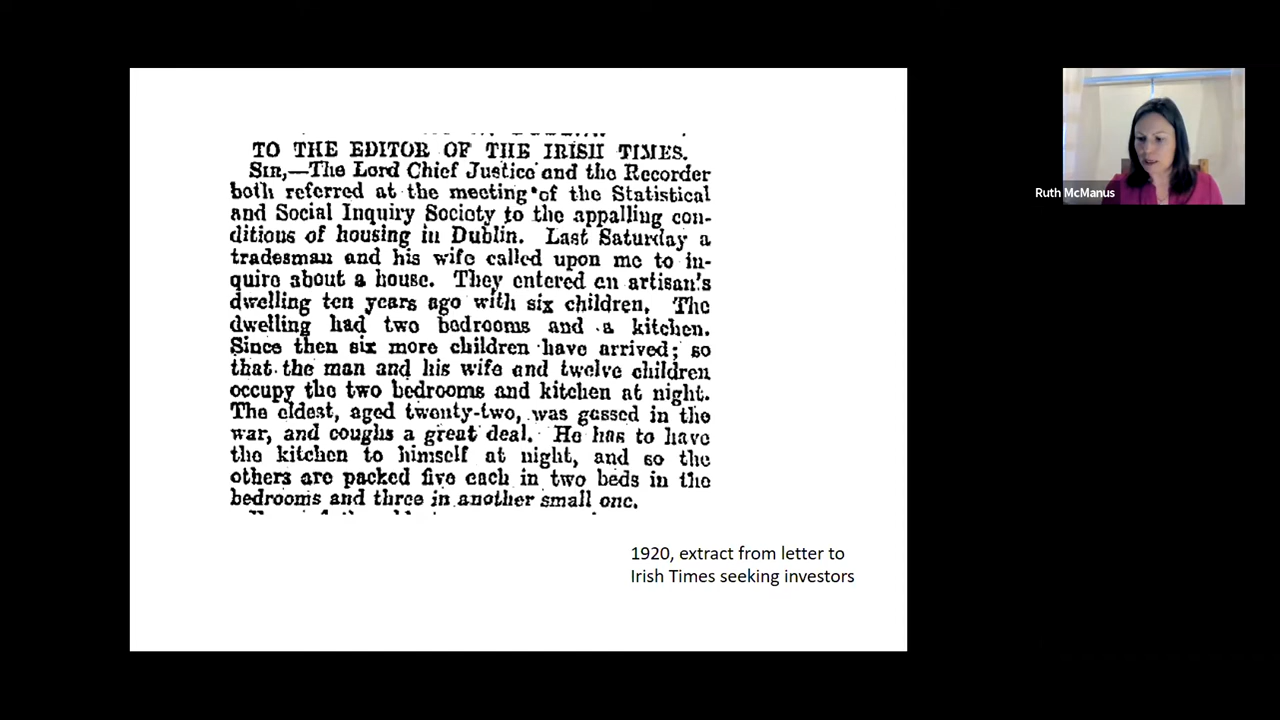 TO THE EDITOR OF THE IRISH TIMES.
SIR,—The Lord Chief Justice and the Recorder
both referred at the meeting of the Statistical
and Social Inquiry Society to the appalling con-
ditions of housing in Dublin. Last Saturday a
tradesman and his wife called upon me to in-
quire about a house. They entered an artisan's
dwelling ten years ago with six children. The
dwelling had two bedrooms and a kitchen.
Since then six more children have arrived; so
that the man and his wife and twelve children
occupy the two bedrooms and kitchen at night.
The eldest, aged twenty-two, was gassed in the
war, and coughs a great deal. He has to have
the kitchen to himself at night, and so the
others are packed five each in two beds in the
bedrooms and three in another small one.
1920, extract from letter to
Irish Times seeking investors
Ruth McManus